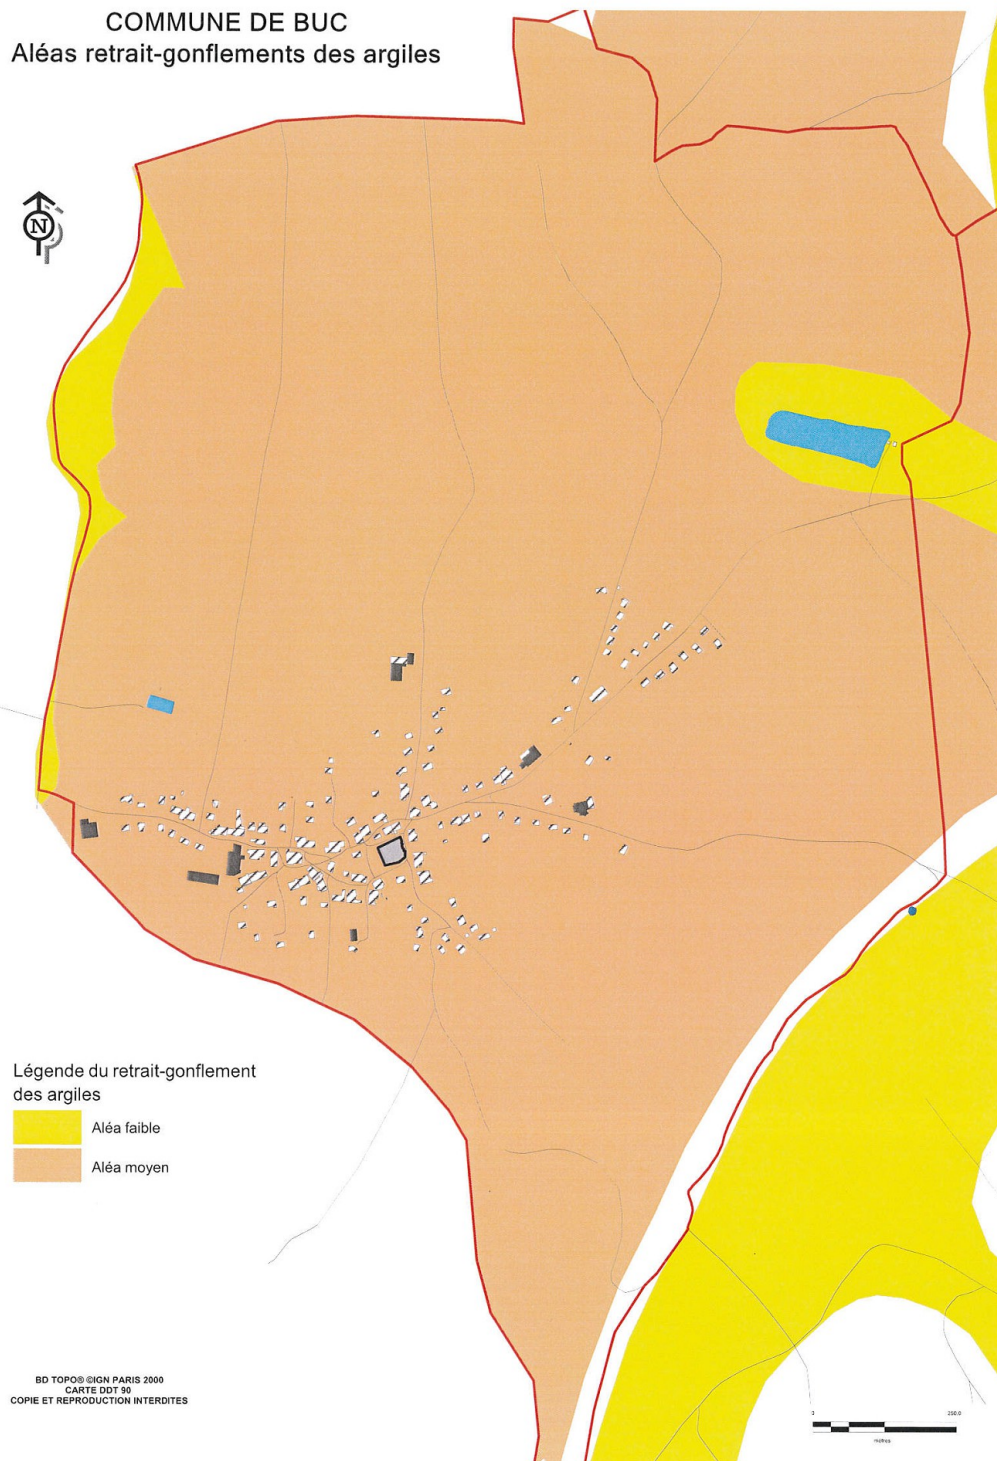 COMMUNE DE BUC
Aléas retrait-gonflements des argiles
N
Légende du retrait-gonflement
des argiles
Aléa faible
Aléa moyen
BD TOPO® ©IGN PARIS 2000
CARTE DDT 90
COPIE ET REPRODUCTION INTERDITES
250.0
mètres